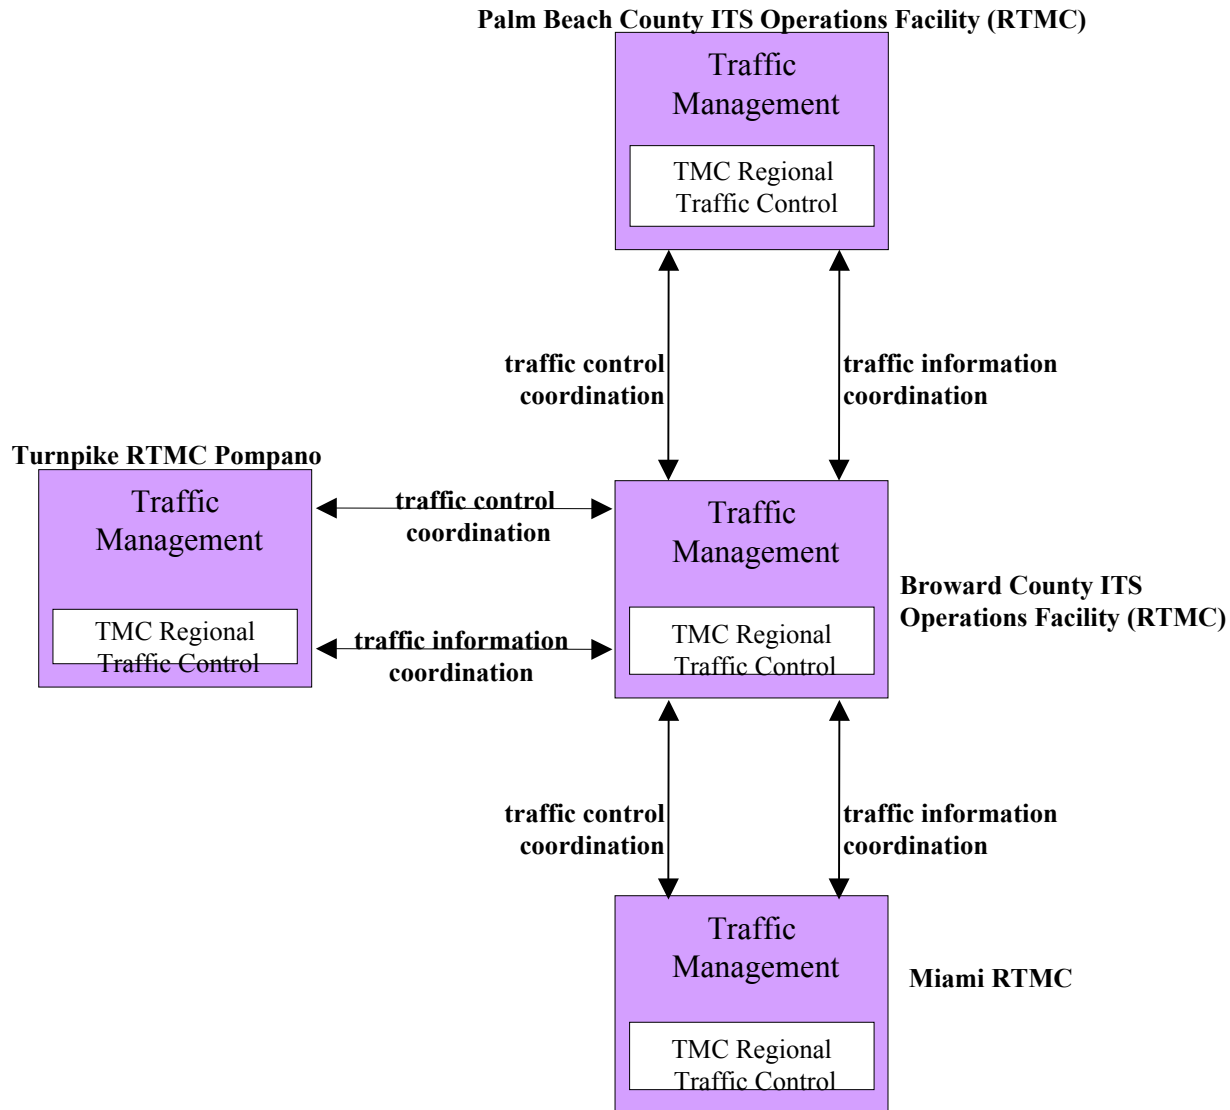 Palm Beach County ITS Operations Facility (RTMC)
Traffic
Management
TMC Regional
Traffic Control
traffic control
coordination
traffic information
coordination
Turnpike RTMC Pompano
Traffic
Management
TMC Regional
Traffic Control
traffic control
coordination
traffic information
coordination
Traffic
Management
TMC Regional
Traffic Control
Broward County ITS
Operations Facility (RTMC)
traffic control
coordination
traffic information
coordination
Traffic
Management
TMC Regional
Traffic Control
Miami RTMC